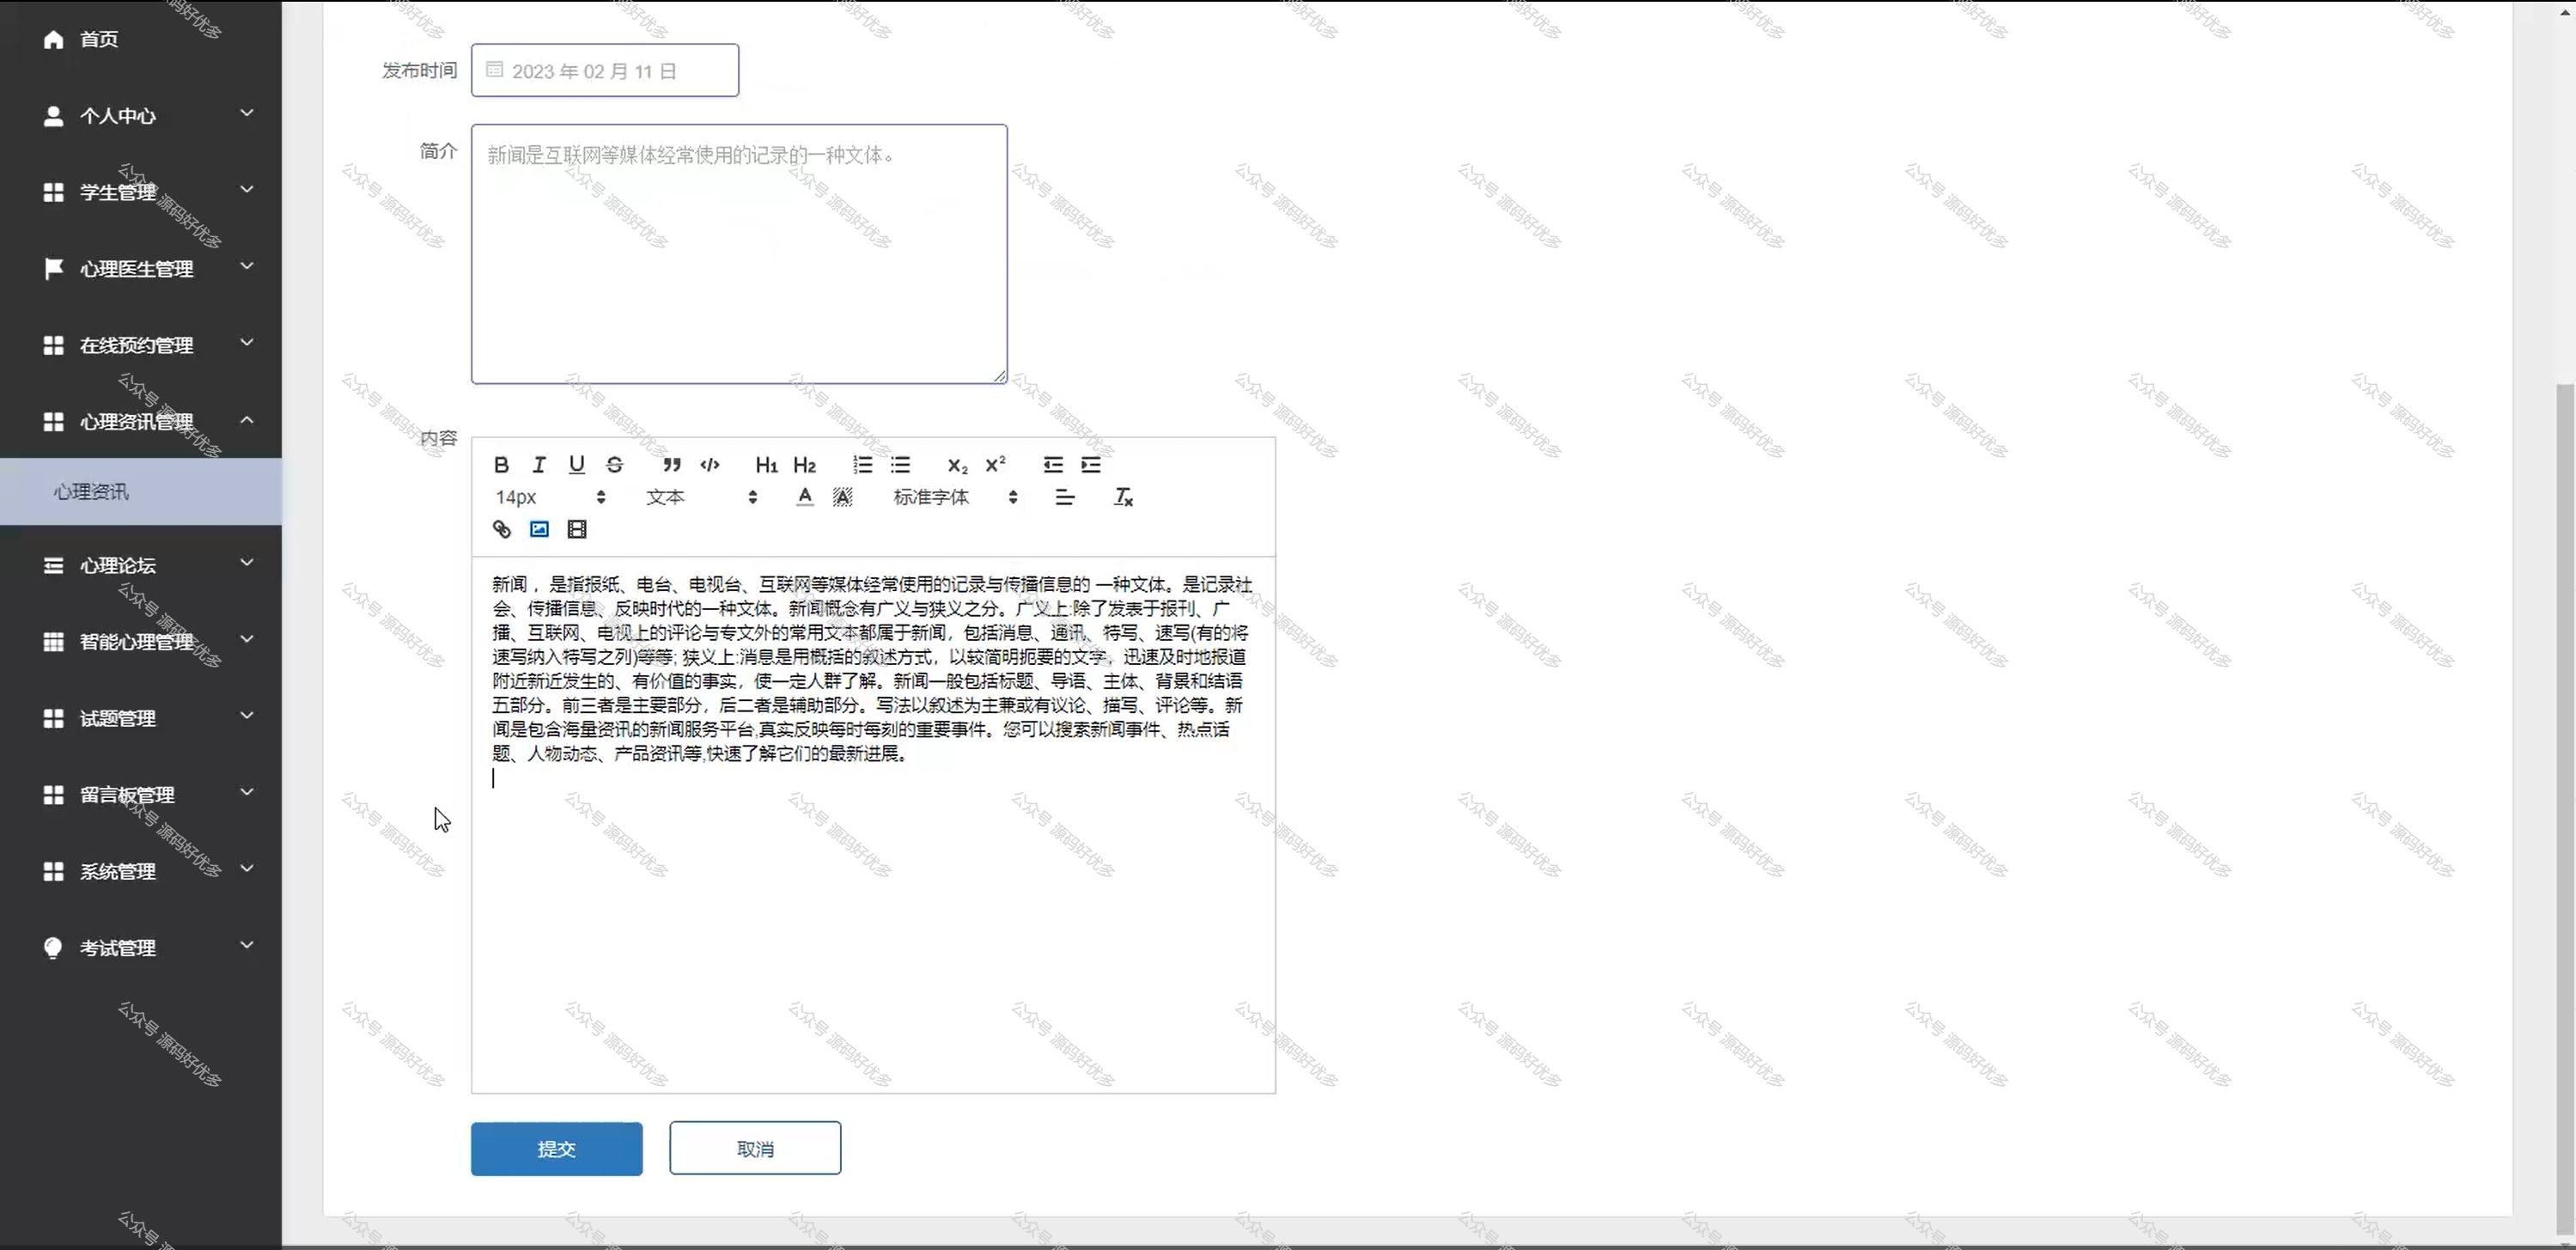 首页
个人中心
学生管理
心理医生管理
在线预约管理
心理资讯管理
心理资讯
心理论坛
智能心理管理
试题管理
留言板管理
系统管理
考试管理
发布时间
2023 年 02 月 11 日
简介
新闻是互联网等媒体经常使用的记录的一种文体。
内容
B I U S H1 H2 X2 X2
14px 文本 A A 标准字体
新闻，是指报纸、电台、电视台、互联网等媒体经常使用的记录与传播信息的 一种文体。是记录社
会、传播信息、反映时代的一种文体。新闻概念有广义与狭义之分。广义上:除了发表于报刊、广
播、互联网、电视上的评论与专文外的常用文本都属于新闻，包括消息、通讯、特写、速写(有的将
速写纳入特写之列)等等; 狭义上:消息是用概括的叙述方式，以较简明扼要的文字，迅速及时地报道
附近新近发生的、有价值的事实，使一定人群了解。新闻一般包括标题、导语、主体、背景和结语
五部分。前三者是主要部分，后二者是辅助部分。写法以叙述为主兼或有议论、描写、评论等。新
闻是包含海量资讯的新闻服务平台,真实反映每时每刻的重要事件。您可以搜索新闻事件、热点话
题、人物动态、产品资讯等,快速了解它们的最新进展。
提交
取消
公众号 源码好优多